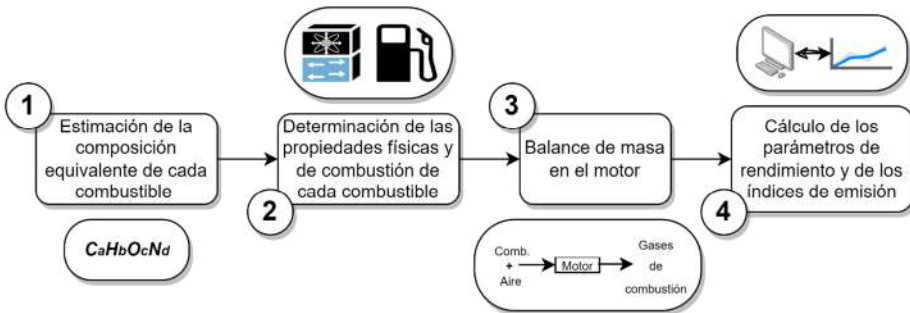 1
Estimación de la
composición
equivalente de cada
combustible
CaHbOcNd
Determinación de las
propiedades físicas y
de combustión de
cada combustible
2
3
Balance de masa
en el motor
Comb.
+
Aire
Motor
Gases
de
combustión
Cálculo de los
parámetros de
rendimiento y de los
índices de emisión
4